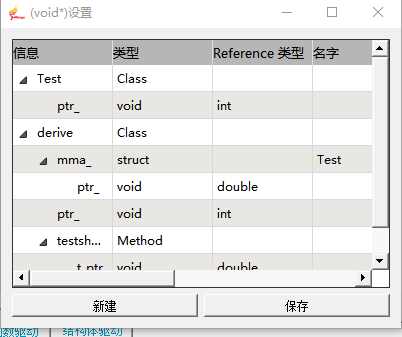 (void*)设置
信息 类型 Reference 类型 名字
Test Class
ptr_ void int
derive Class
mma_ struct Test
ptr_ void double
ptr_ void int
testsh... Method
t_ptr void double
新建 保存
数驱动 结构体驱动